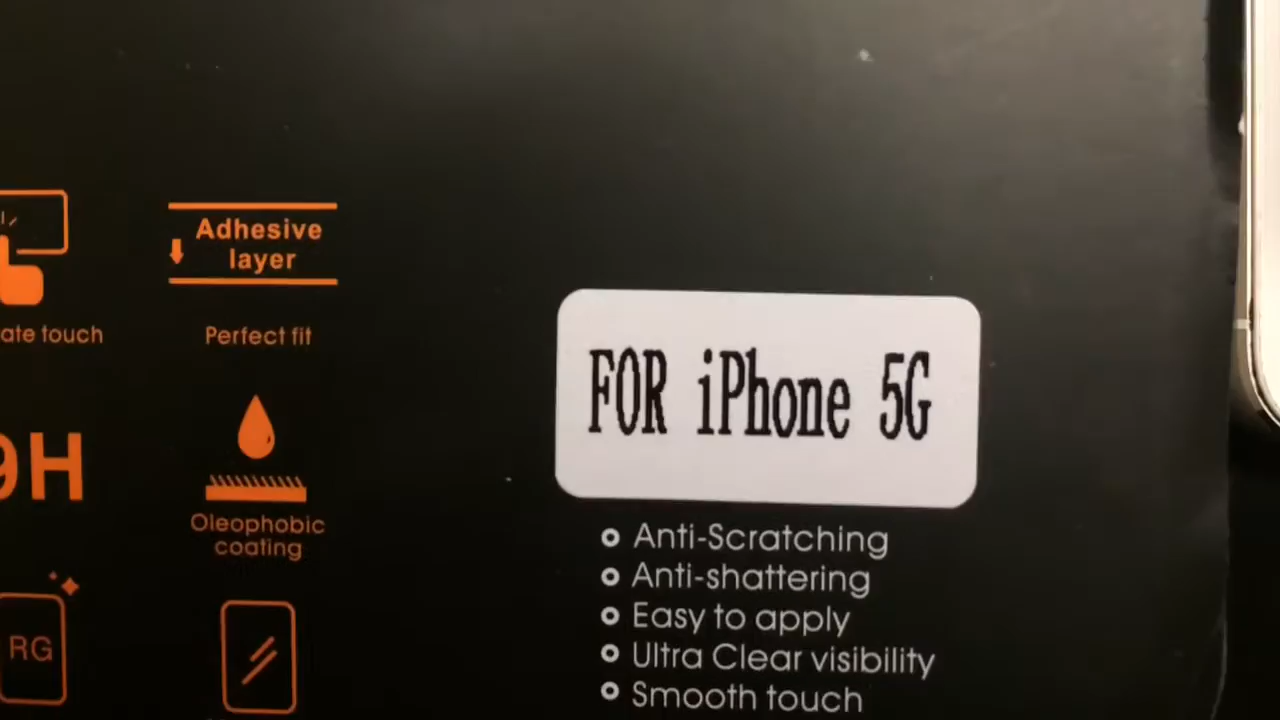 Adhesive
layer
ate touch
Perfect fit
FOR iPhone 5G
9H
Oleophobic
coating
Anti-Scratching
Anti-shattering
Easy to apply
Ultra Clear visibility
Smooth touch
RG